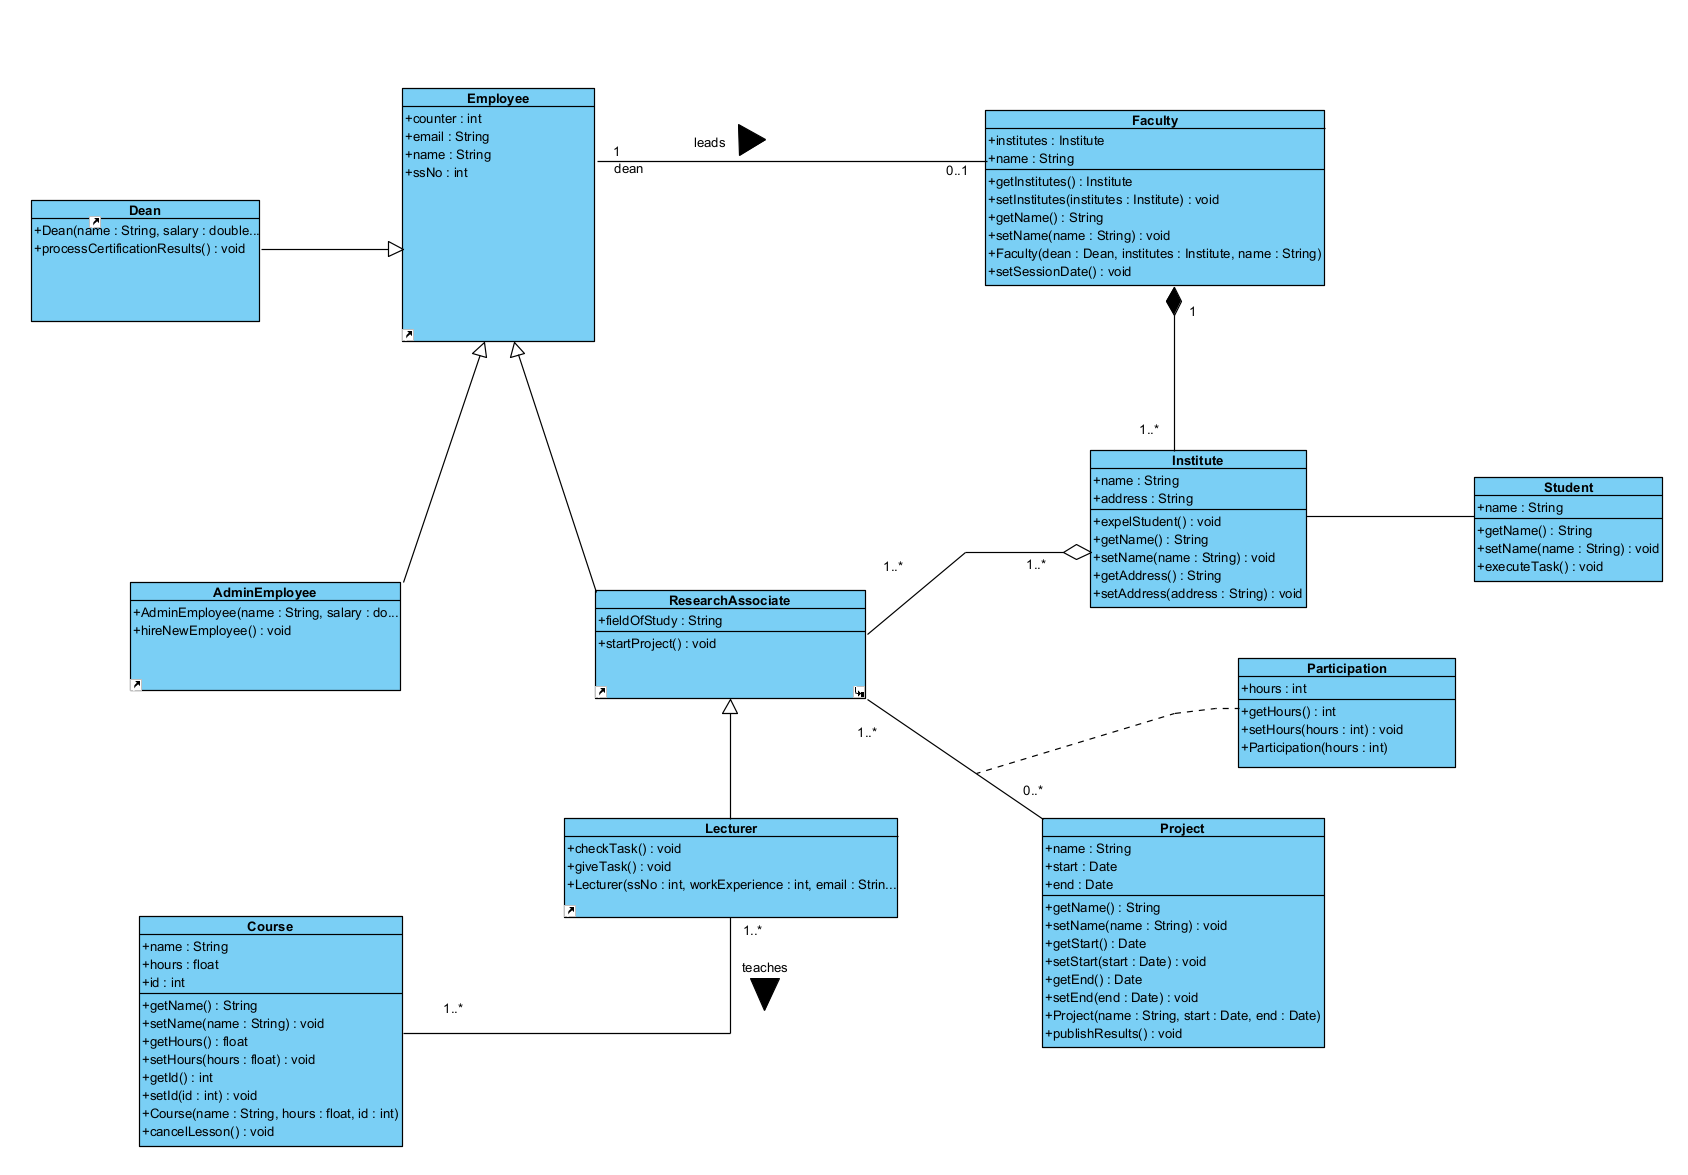 Employee
+counter : int
+email : String
+name : String
+ssNo : int
leads
1
dean
0..1
Faculty
+institutes : Institute
+name : String
+getInstitutes() : Institute
+setInstitutes(institutes : Institute) : void
+getName() : String
+setName(name : String) : void
+Faculty(dean : Dean, institutes : Institute, name : String)
+setSessionDate() : void
Dean
+Dean(name : String, salary : double...
+processCertificationResults() : void
1
1..*
Institute
+name : String
+address : String
+expelStudent() : void
+getName() : String
+setName(name : String) : void
+getAddress() : String
+setAddress(address : String) : void
Student
+name : String
+getName() : String
+setName(name : String) : void
+executeTask() : void
1..*
1..*
AdminEmployee
+AdminEmployee(name : String, salary : do...
+hireNewEmployee() : void
ResearchAssociate
+fieldOfStudy : String
+startProject() : void
Participation
+hours : int
+getHours() : int
+setHours(hours : int) : void
+Participation(hours : int)
1..*
0..*
Lecturer
+checkTask() : void
+giveTask() : void
+Lecturer(ssNo : int, workExperience : int, email : Strin...
Project
+name : String
+start : Date
+end : Date
+getName() : String
+setName(name : String) : void
+getStart() : Date
+setStart(start : Date) : void
+getEnd() : Date
+setEnd(end : Date) : void
+Project(name : String, start : Date, end : Date)
+publishResults() : void
1..*
teaches
1..*
Course
+name : String
+hours : float
+id : int
+getName() : String
+setName(name : String) : void
+getHours() : float
+setHours(hours : float) : void
+getId() : int
+setId(id : int) : void
+Course(name : String, hours : float, id : int)
+cancelLesson() : void